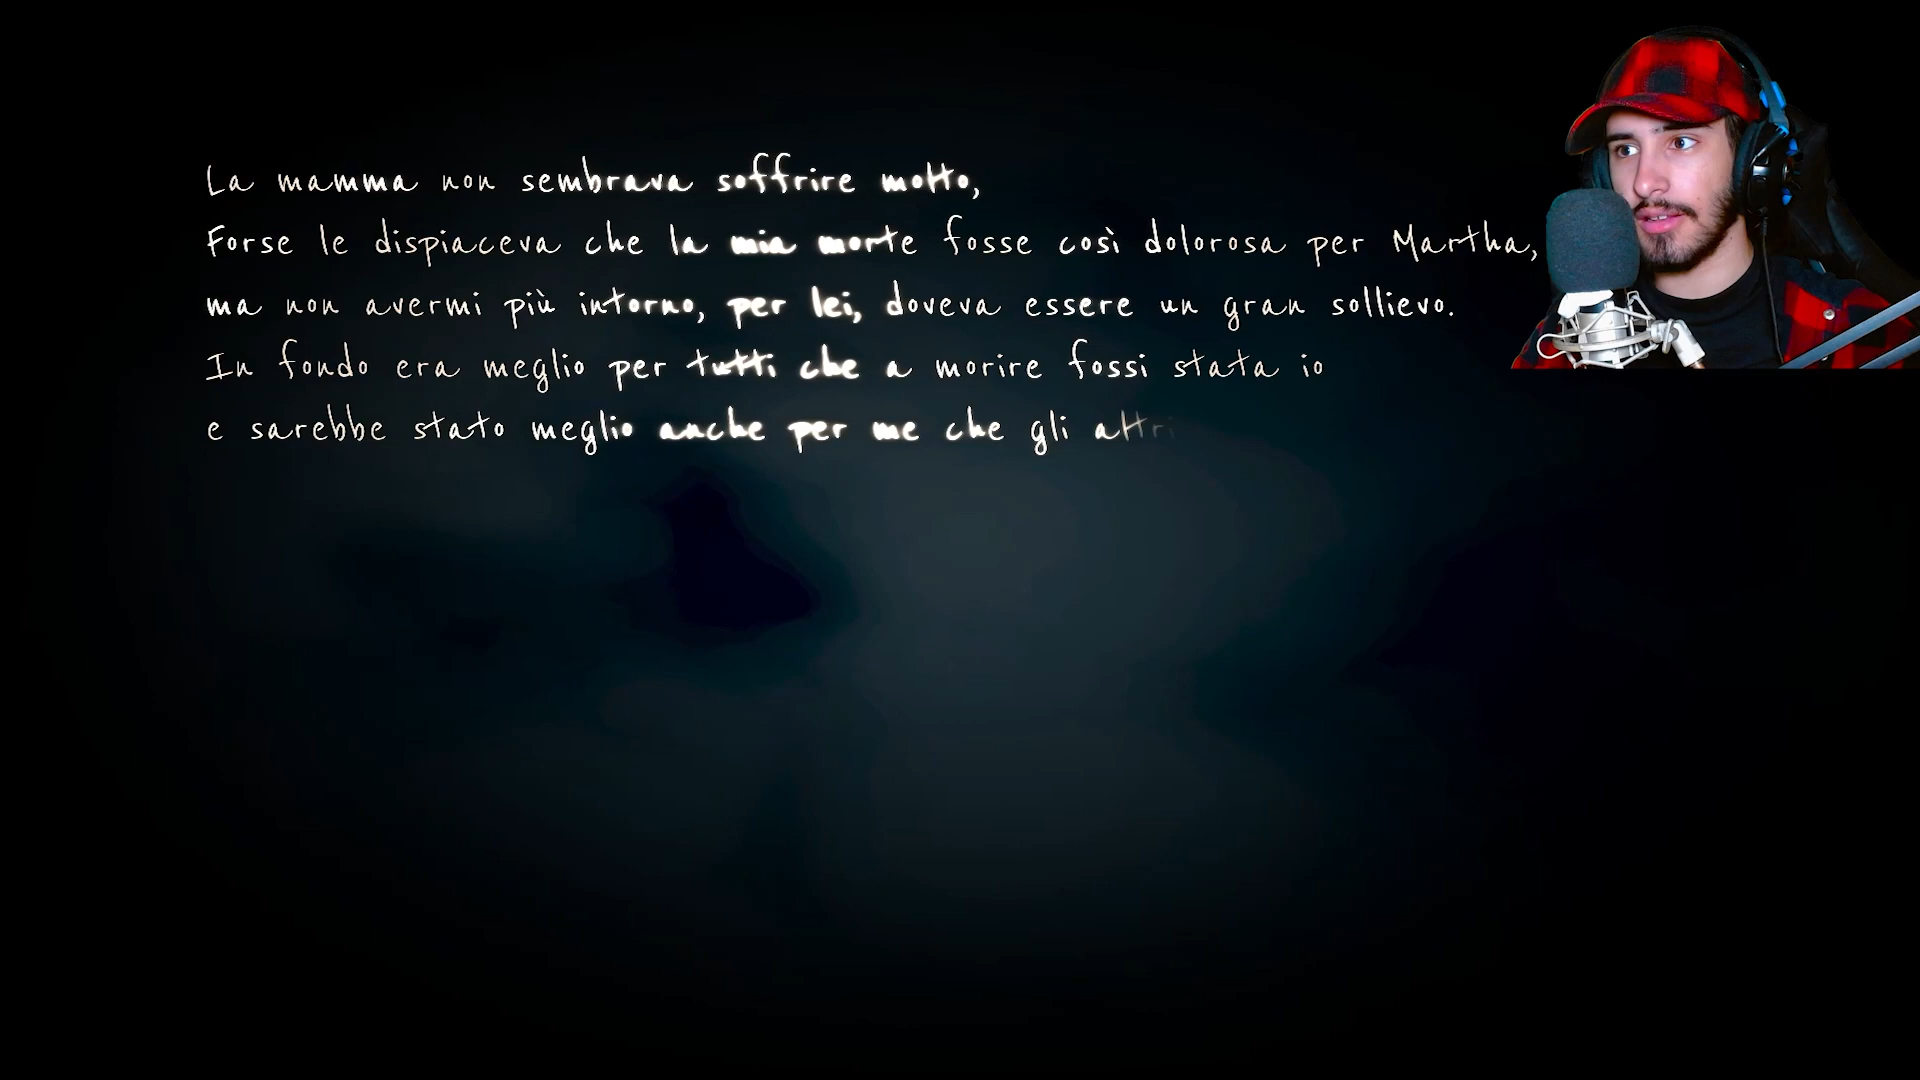 La mamma non sembrava soffrire molto,
Forse le dispiaceva che la mia morte fosse così dolorosa per Martha,
ma non avermi più intorno, per lei, doveva essere un gran sollievo.
In fondo era meglio per tutti che a morire fossi stata io
e sarebbe stato meglio anche per me che gli altri